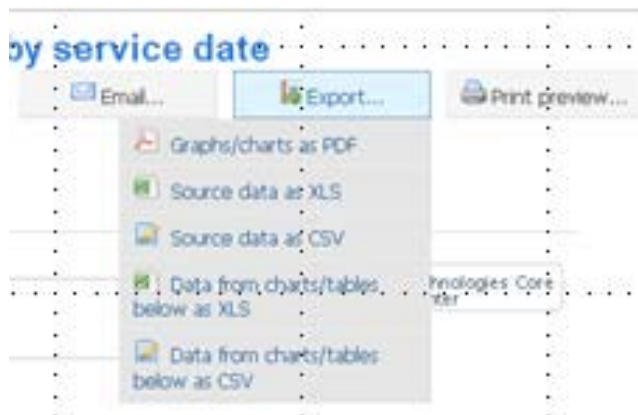 by service date
Email... Export... Print preview...
Graphs/charts as PDF
Source data as XLS
Source data as CSV
Data from charts/tables
below as XLS
hnologies Core
nter
Data from charts/tables
below as CSV